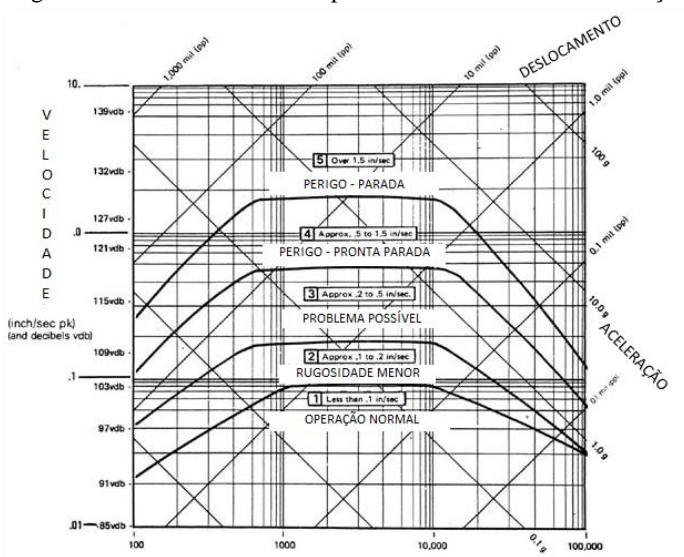 1,000 mil (pp)
100 mil (pp)
10 mil (pp)
DESLOCAMENTO
10.
139vdb
1.0 mil (pp)
V
E
L
O
C
I
D
A
D
E
100 g
5 Over 1.5 in/sec
132vdb
PERIGO - PARADA
127vdb
.0
4 Approx, .5 to 1.5 in/sec
0.1 mil (pp)
121vdb
PERIGO - PRONTA PARADA
3 Approx .2 to .5 in/sec.
10.0 g
115vdb
PROBLEMA POSSÍVEL
(inch/sec pk)
(and decibels vdb)
ACELERAÇÃO
109vdb
2 Approx .1 to .2 in/sec
RUGOSIDADE MENOR
.1
103vdb
1 Less than .1 in/sec
OPERAÇÃO NORMAL
97vdb
1.0 g
91vdb
.01
85vdb
0.1 g
100
1000
10,000
100,000